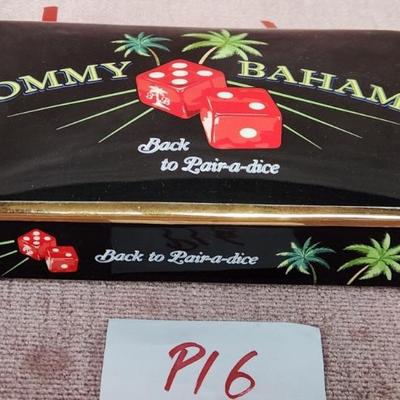 OMMY BAHAM
Back
to Pair-a-dice
Back to Pair-a-dice
P16